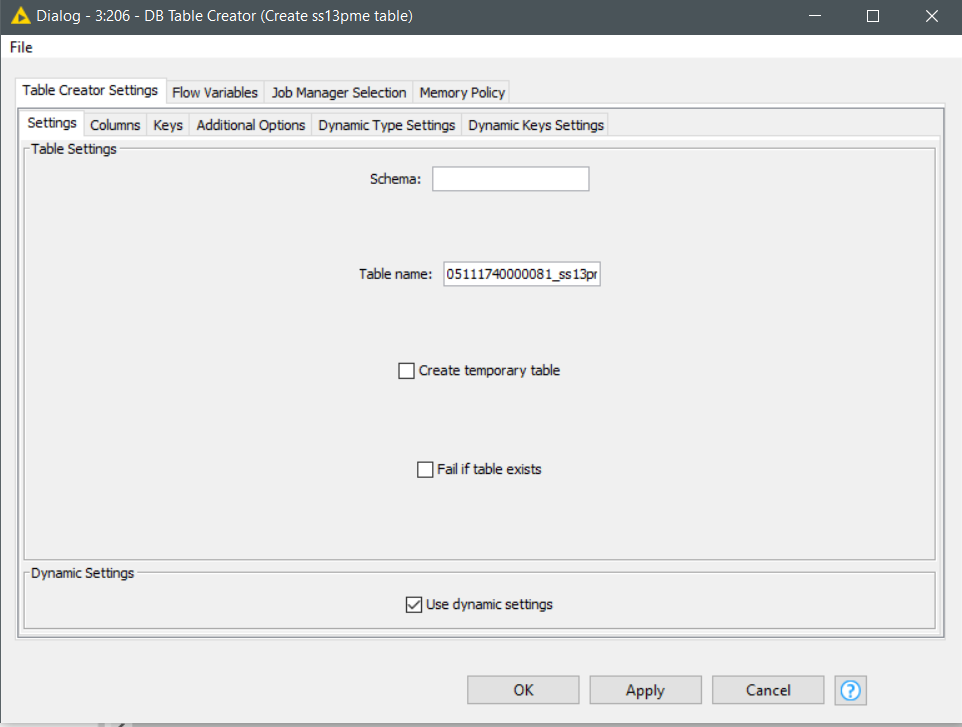 Dialog - 3:206 - DB Table Creator (Create ss13pme table)
File
Table Creator Settings Flow Variables Job Manager Selection Memory Policy
Settings Columns Keys Additional Options Dynamic Type Settings Dynamic Keys Settings
Table Settings
Schema:
Table name: 05111740000081_ss13pr
Create temporary table
Fail if table exists
Dynamic Settings
Use dynamic settings
OK Apply Cancel ?